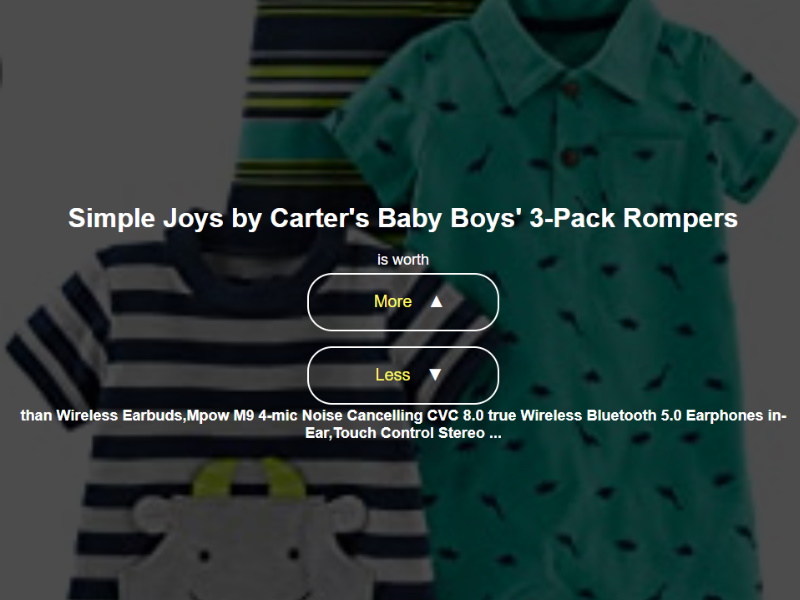 Simple Joys by Carter's Baby Boys' 3-Pack Rompers
is worth
More ▲
Less ▼
than Wireless Earbuds,Mpow M9 4-mic Noise Cancelling CVC 8.0 true Wireless Bluetooth 5.0 Earphones in-
Ear,Touch Control Stereo ...